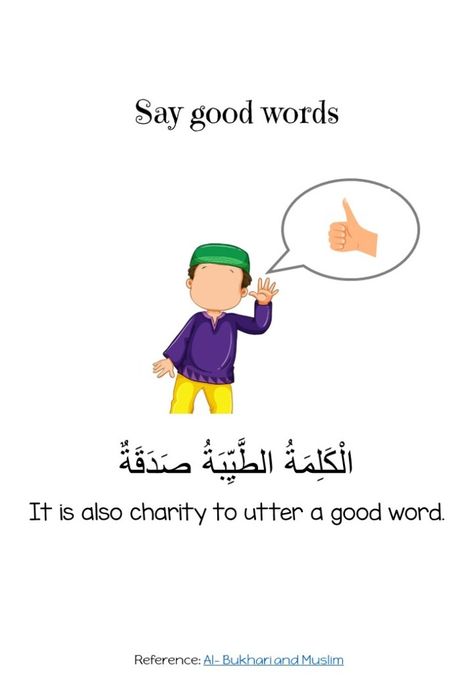 Say good words
الْكَلِمَةُ الطَّيِّبَةُ صَدَقَةٌ
It is also charity to utter a good word.
Reference: Al- Bukhari and Muslim